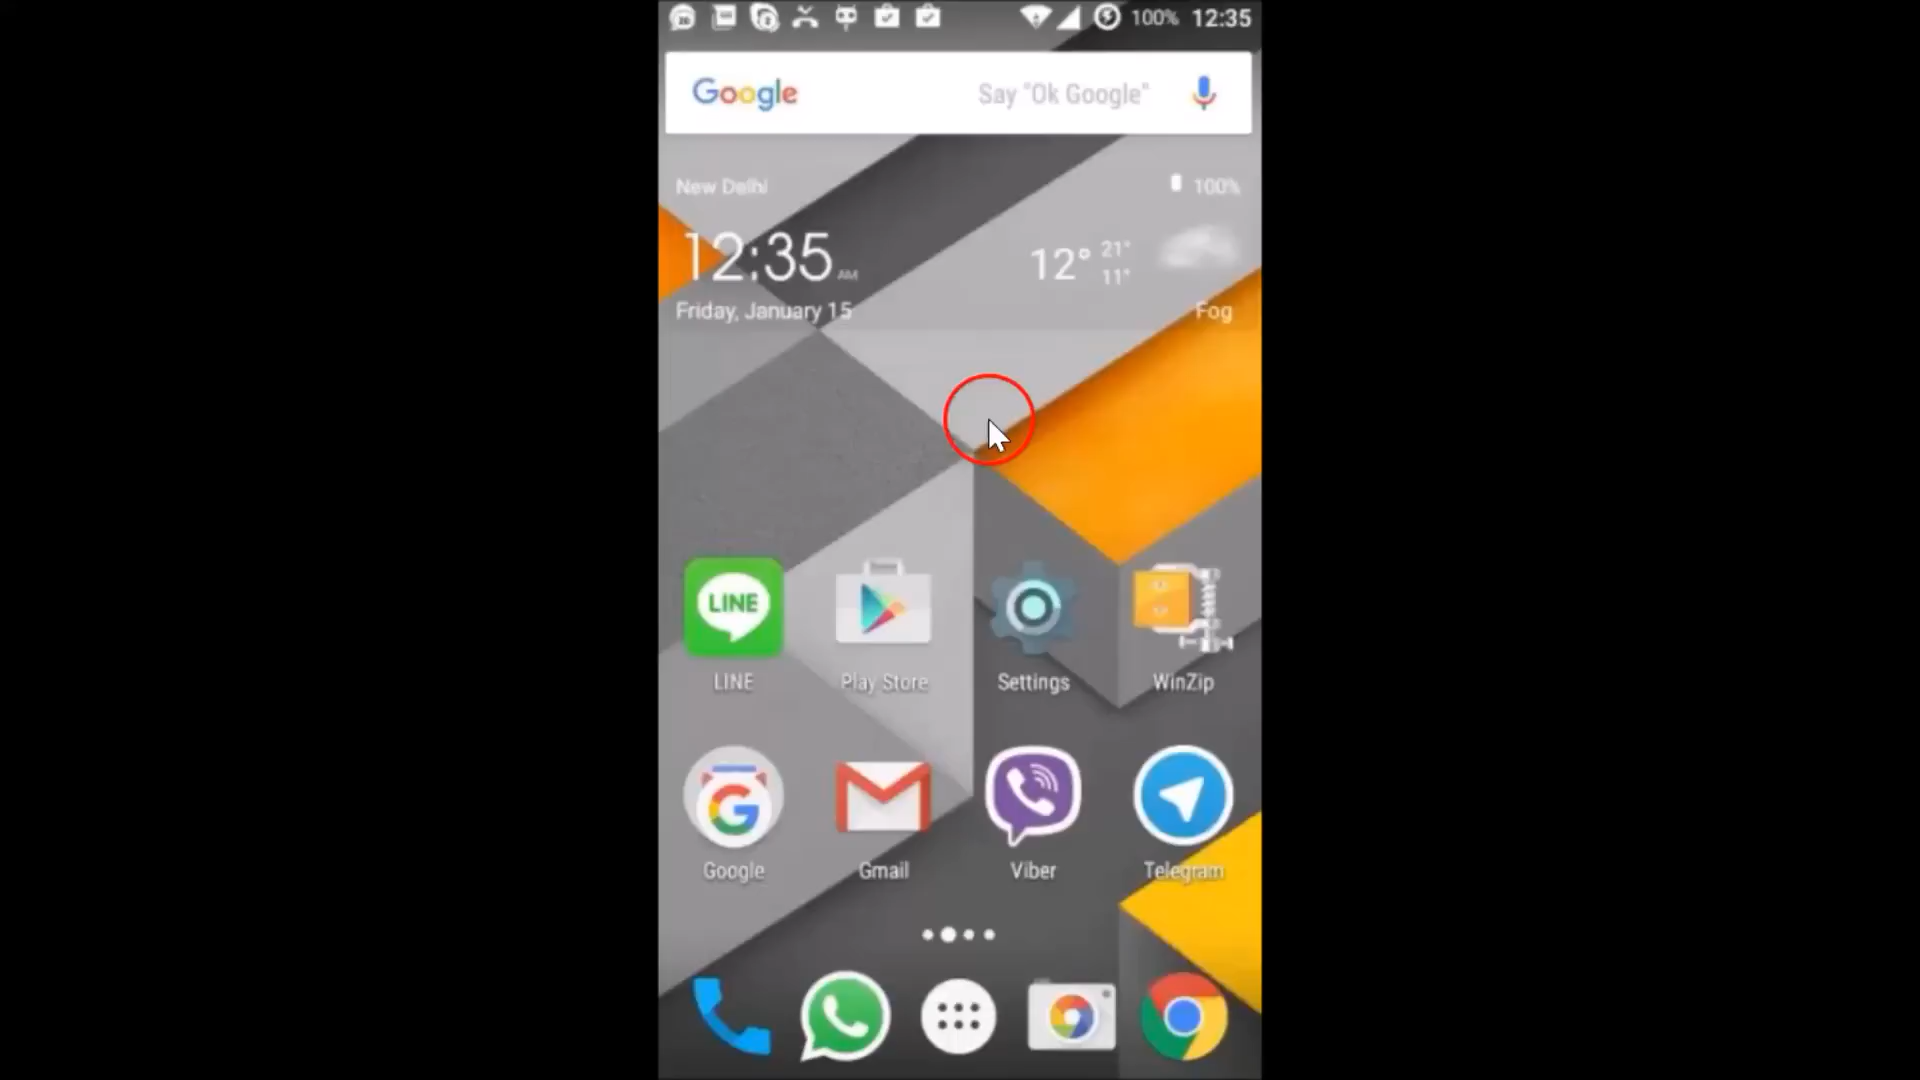 100% 12:35
Google Say "Ok Google"
New Delhi 100%
12:35 AM 12° 21° 11°
Friday, January 15 Fog
LINE
LINE Play Store Settings WinZip
G
Google Gmail Viber Telegram